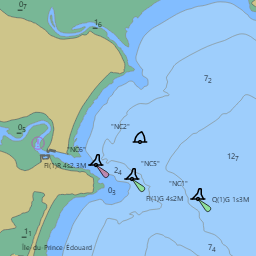 0₇
1₆
7₂
"NC2"
0₅
"NC6"
Fl(1)R 4s2.3M
2₄
"NC5"
12₇
"NC1"
0₃
Fl(1)G 4s2M
Q(1)G 1s3M
1₁
Île du Prince Édouard
7₄